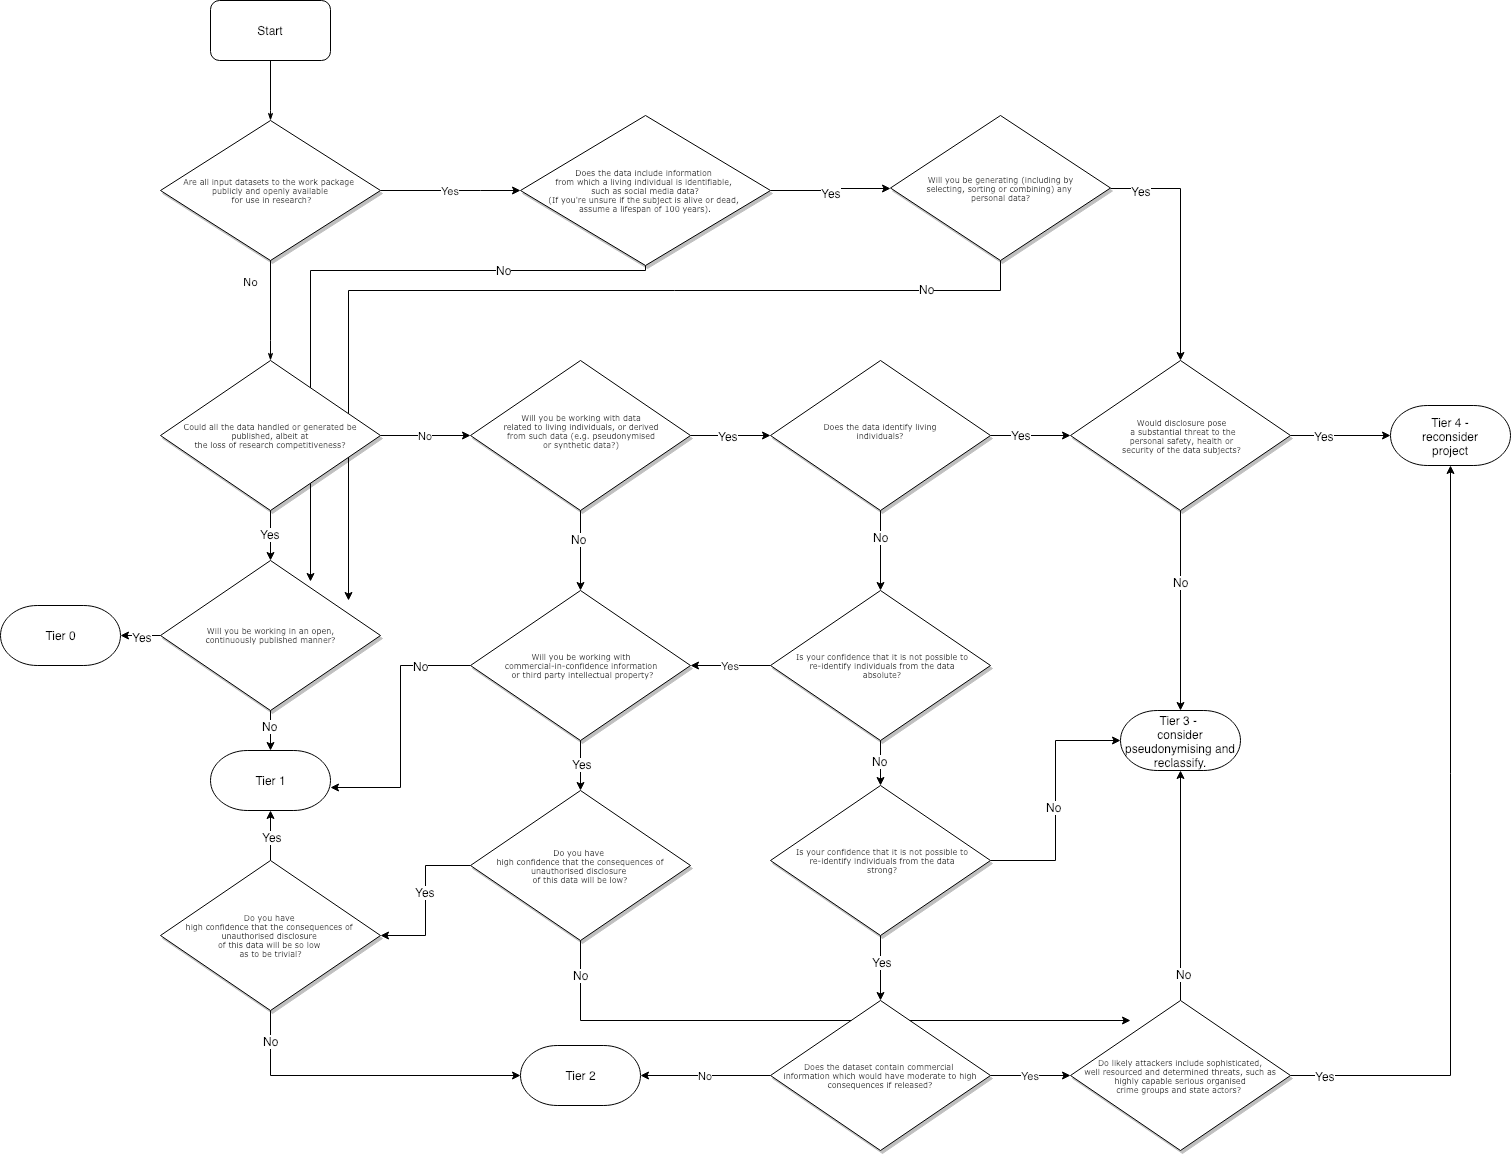 Start
Are all input datasets to the work package
publicly and openly available
for use in research?
Yes
Does the data include information
from which a living individual is identifiable,
such as social media data?
(If you're unsure if the subject is alive or dead,
assume a lifespan of 100 years).
Yes
Will you be generating (including by
selecting, sorting or combining) any
personal data?
Yes
No
No
No
Could all the data handled or generated be
published, albeit at
the loss of research competitiveness?
No
Will you be working with data
related to living individuals, or derived
from such data (e.g. pseudonymised
or synthetic data?)
Yes
Does the data identify living
individuals?
Yes
Would disclosure pose
a substantial threat to the
personal safety, health or
security of the data subjects?
Yes
Tier 4 -
reconsider
project
Yes
No
No
No
Tier 0
Yes
Will you be working in an open,
continuously published manner?
No
Will you be working with
commercial-in-confidence information
or third party intellectual property?
Yes
Is your confidence that it is not possible to
re-identify individuals from the data
absolute?
No
Tier 3 -
consider
pseudonymising and
reclassify.
No
Yes
No
Tier 1
Yes
Do you have
high confidence that the consequences of
unauthorised disclosure
of this data will be low?
Is your confidence that it is not possible to
re-identify individuals from the data
strong?
Yes
Do you have
high confidence that the consequences of
unauthorised disclosure
of this data will be so low
as to be trivial?
No
Yes
No
No
Tier 2
No
Does the dataset contain commercial
information which would have moderate to high
consequences if released?
Yes
Do likely attackers include sophisticated,
well resourced and determined threats, such as
highly capable serious organised
crime groups and state actors?
Yes